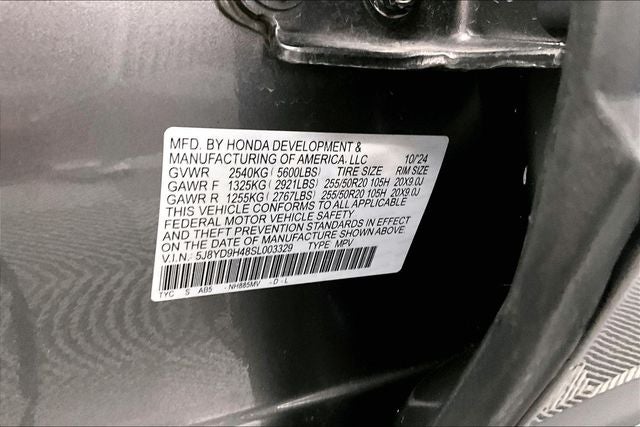 MFD. BY HONDA DEVELOPMENT &
MANUFACTURING OF AMERICA, LLC 10/24
GVWR 2540KG (5600LBS) TIRE SIZE RIM SIZE
GAWR F 1325KG (2921LBS) 255/50R20 105H 20X9.0J
GAWR R 1255KG (2767LBS) 255/50R20 105H 20X9.0J
THIS VEHICLE CONFORMS TO ALL APPLICABLE
FEDERAL MOTOR VEHICLE SAFETY
AND THEFT PREVENTION STANDARDS IN EFFECT
ON THE DATE OF MANUFACTURE SHOWN ABOVE.
V.I.N.: 5J8YD9H48SL003329 TYPE MPV
TYC S AB5 - NH885MV - D - L